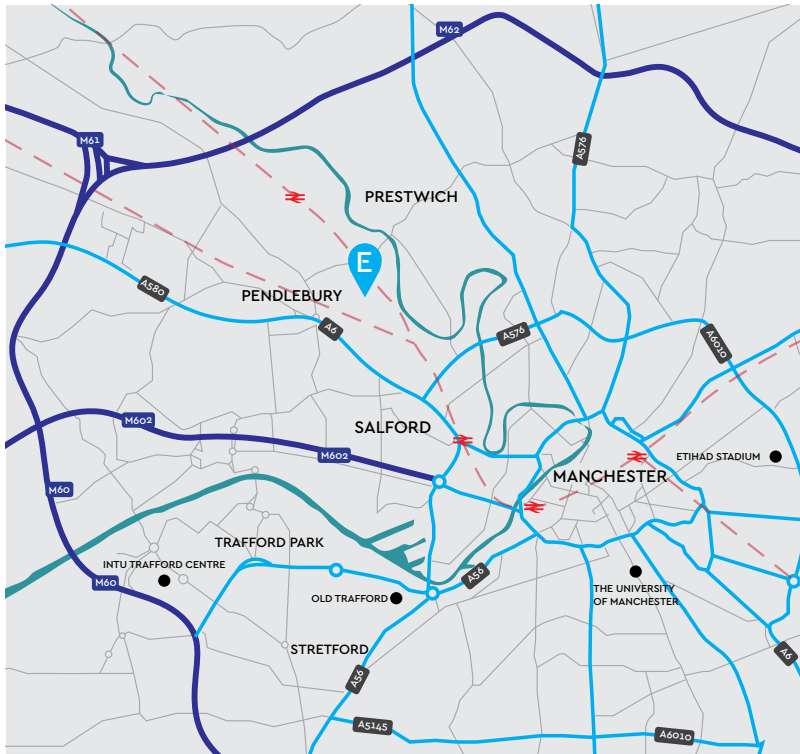 M62
M61
A576
PRESTWICH
E
A580
PENDLEBURY
A6
A576
A6010
M602
SALFORD
M602
ETIHAD STADIUM
M60
MANCHESTER
TRAFFORD PARK
INTU TRAFFORD CENTRE
M60
A56
OLD TRAFFORD
THE UNIVERSITY
OF MANCHESTER
STRETFORD
A56
A6
A5145
A6010